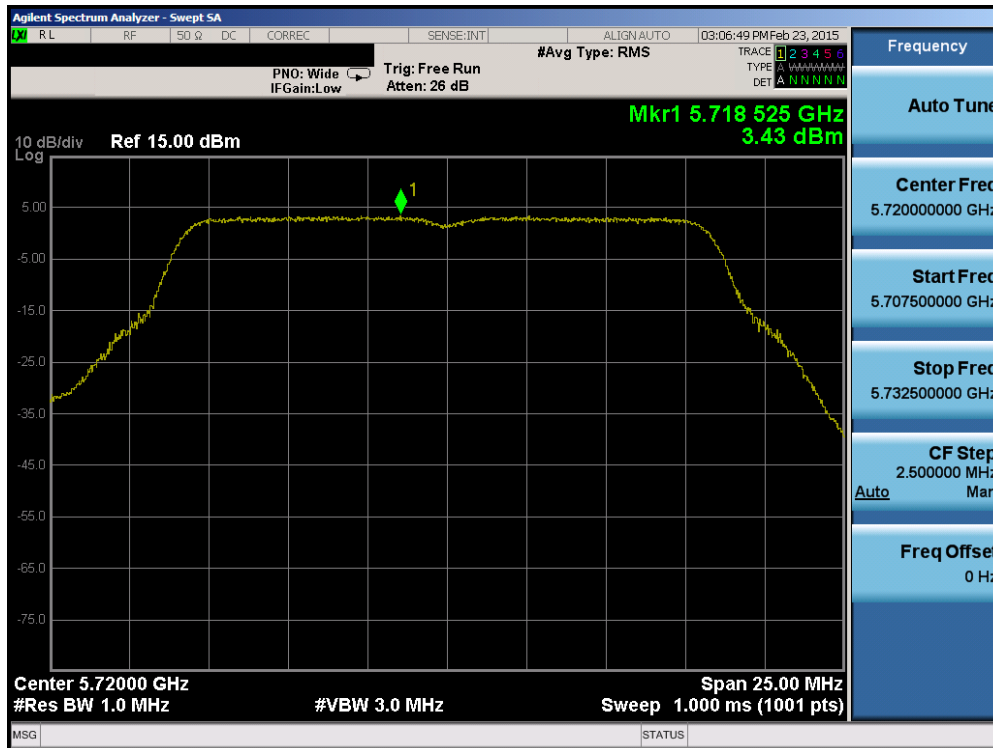 Agilent Spectrum Analyzer - Swept SA
LXI RL RF 50 Ω DC CORREC SENSE:INT ALIGN AUTO 03:06:49 PM Feb 23, 2015
PNO: Wide
IFGain:Low
Trig: Free Run
Atten: 26 dB
#Avg Type: RMS
TRACE 1 2 3 4 5 6
TYPE A WWWWW
DET A N N N N N
Mkr1 5.718 525 GHz
3.43 dBm
10 dB/div
Log
Ref 15.00 dBm
1
5.00
-5.00
-15.0
-25.0
-35.0
-45.0
-55.0
-65.0
-75.0
Center 5.72000 GHz
Span 25.00 MHz
#Res BW 1.0 MHz
#VBW 3.0 MHz
Sweep 1.000 ms (1001 pts)
MSG
STATUS
Frequency
Auto Tune
Center Freq
5.720000000 GHz
Start Freq
5.707500000 GHz
Stop Freq
5.732500000 GHz
CF Step
2.500000 MHz
Auto Man
Freq Offset
0 Hz